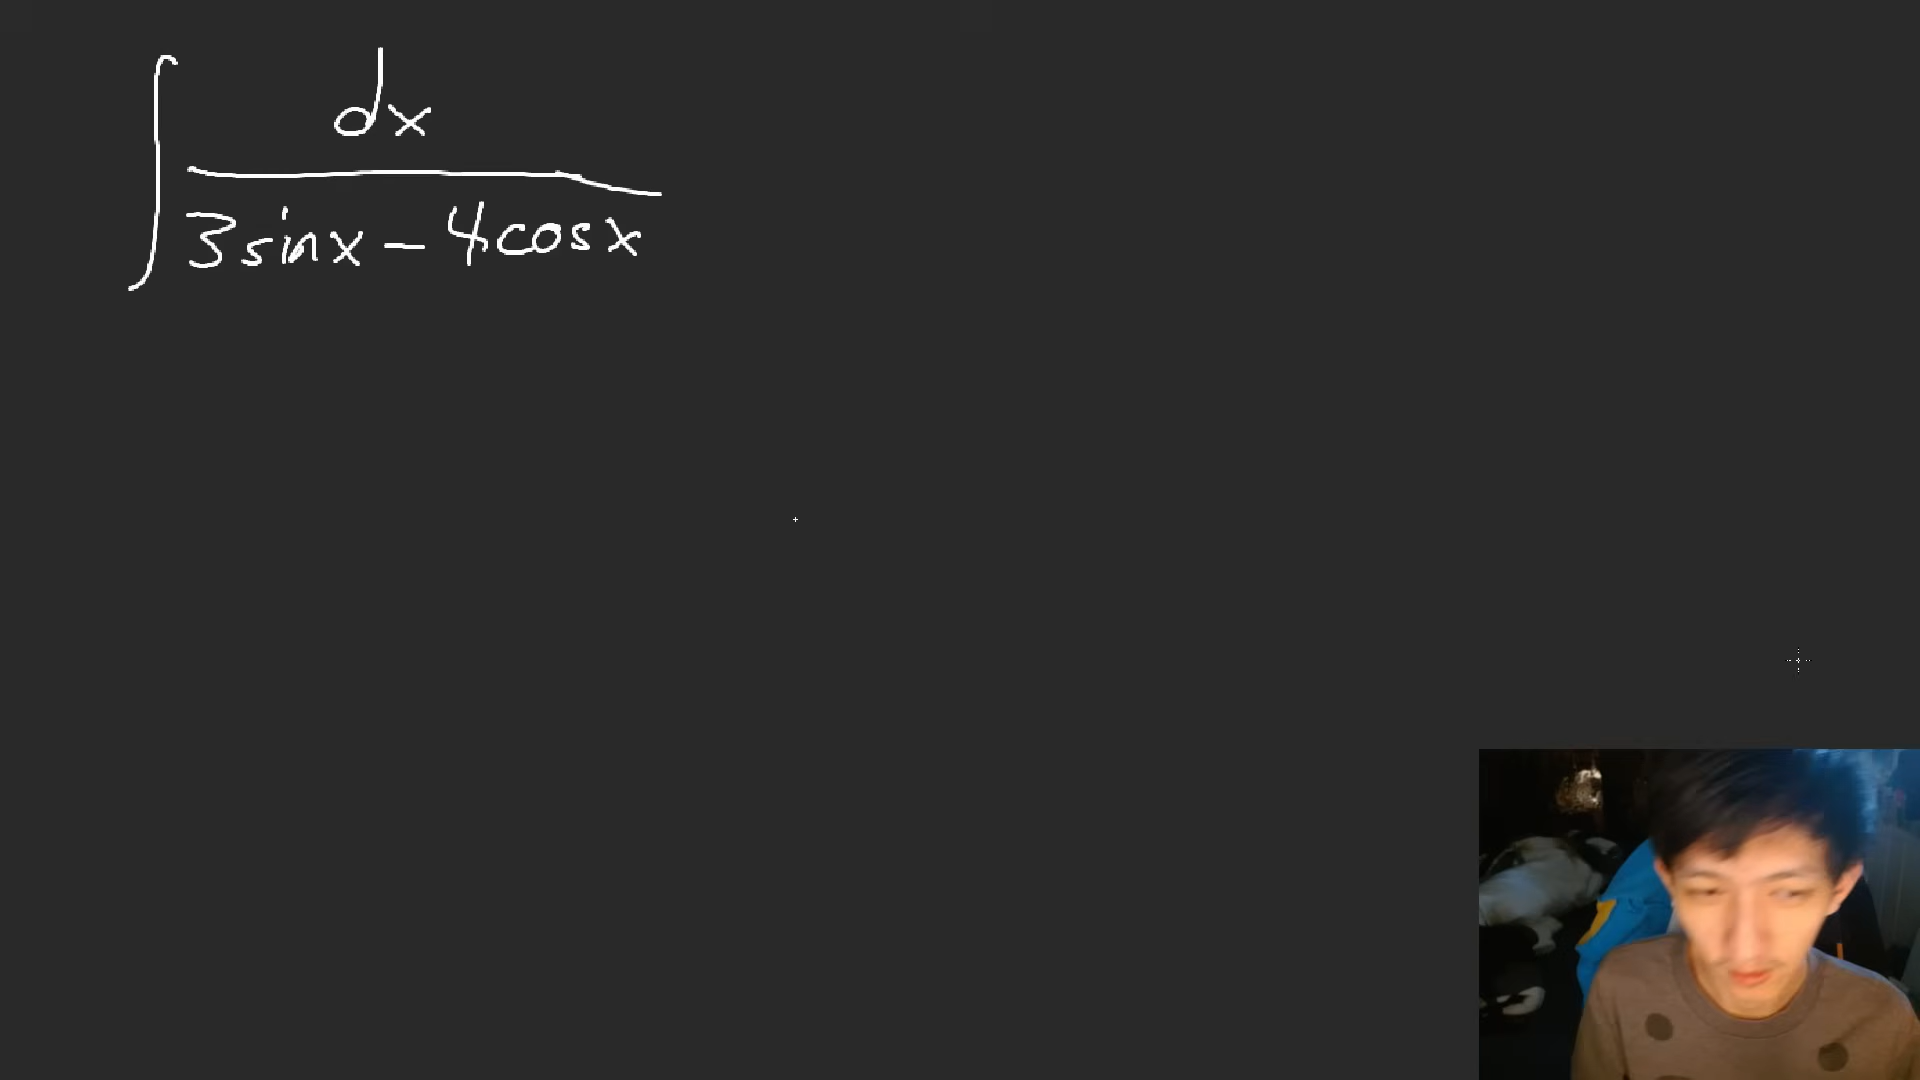 ∫ dx
3sinx - 4cosx